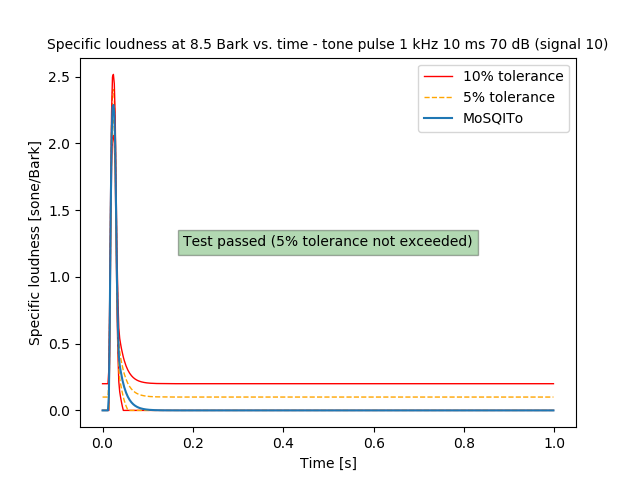 Specific loudness at 8.5 Bark vs. time - tone pulse 1 kHz 10 ms 70 dB (signal 10)
10% tolerance
5% tolerance
MoSQITo
Test passed (5% tolerance not exceeded)
Specific loudness [sone/Bark]
2.5
2.0
1.5
1.0
0.5
0.0
0.0 0.2 0.4 0.6 0.8 1.0
Time [s]